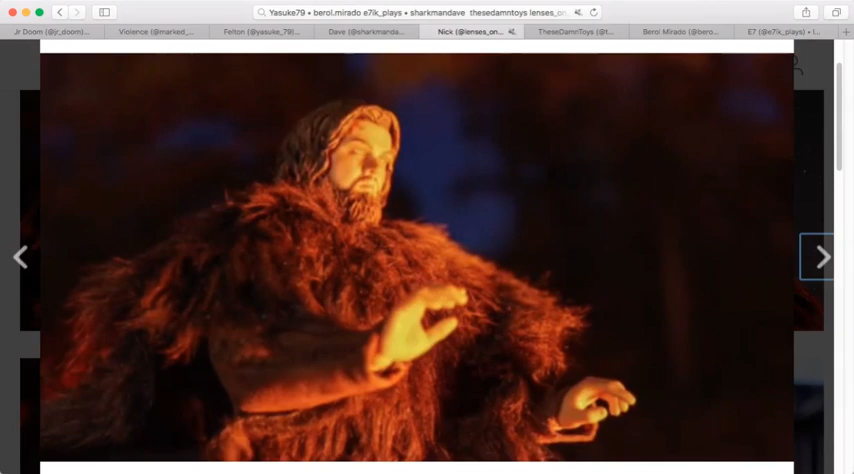 Yasuke79 • berol.mirado e7ik_plays • sharkmandave thesedamntoys lenses_on...
Jr Doom (@jr_doom)... Violence (@marked_... Felton (@yasuke_79)... Dave (@sharkmanda... Nick (@lenses_on... TheseDamnToys (@t... Berol Mirado (@bero... E7 (@e7ik_plays) • I...